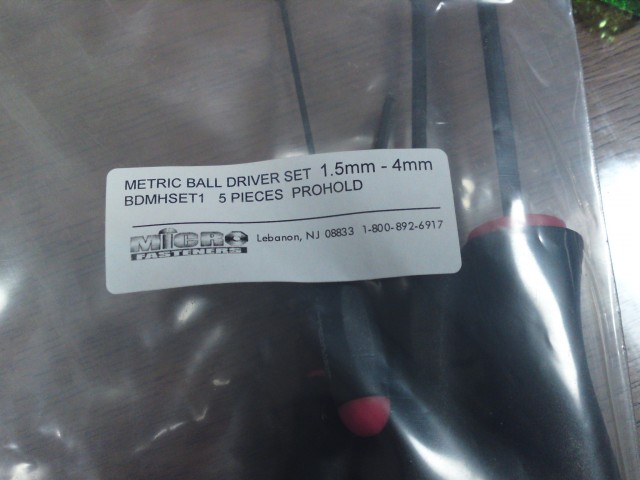 METRIC BALL DRIVER SET 1.5mm - 4mm
BDMHSET1 5 PIECES PROHOLD
MICRO
FASTENERS
Lebanon, NJ 08833 1-800-892-6917